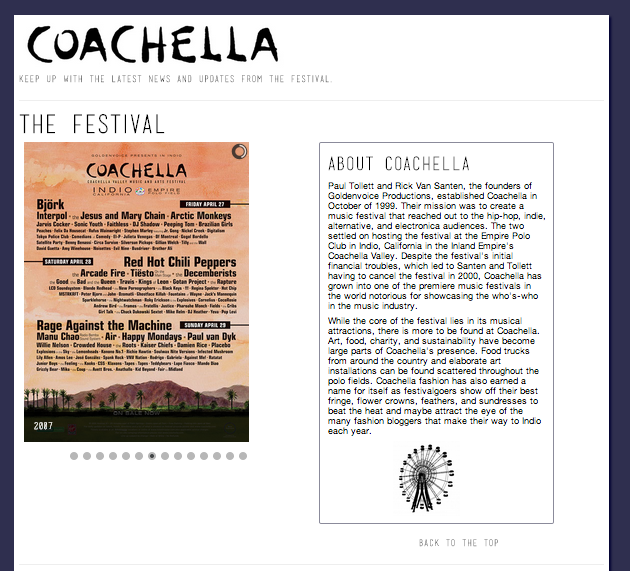 COACHELLA
KEEP UP WITH THE LATEST NEWS AND UPDATES FROM THE FESTIVAL.
THE FESTIVAL
GOLDENVOICE PRESENTS IN INDIO
COACHELLA
COACHELLA VALLEY MUSIC AND ARTS FESTIVAL
INDIO CALIFORNIA EMPIRE POLO FIELD
Björk FRIDAY APRIL 27
Interpol · the Jesus and Mary Chain · Arctic Monkeys
Jarvis Cocker · Sonic Youth · Faithless · DJ Shadow · Peeping Tom · Brazilian Girls
SATURDAY APRIL 28 Red Hot Chili Peppers
the Arcade Fire · Tiësto · the Decemberists
the Good, the Bad and the Queen · Travis · Kings of Leon · Gotan Project · the Rapture
Rage Against the Machine SUNDAY APRIL 29
Manu Chao · Air · Happy Mondays · Paul van Dyk
Willie Nelson · Crowded House · the Roots · Kaiser Chiefs · Damien Rice · Placebo
ON SALE NOW
2007
ABOUT COACHELLA
Paul Tollett and Rick Van Santen, the founders of
Goldenvoice Productions, established Coachella in
October of 1999. Their mission was to create a
music festival that reached out to the hip-hop, indie,
alternative, and electronica audiences. The two
settled on hosting the festival at the Empire Polo
Club in Indio, California in the Inland Empire's
Coachella Valley. Despite the festival's initial
financial troubles, which led to Santen and Tollett
having to cancel the event in 2000, Coachella has
grown into one of the premiere music festivals in
the world notorious for showcasing the who's-who
in the music industry.
While the core of the festival lies in its musical
attractions, there is more to be found at Coachella.
Art, food, charity, and sustainability have become
large parts of Coachella's presence. Food trucks
from around the country and elaborate art
installations can be found scattered throughout the
polo fields. Coachella fashion has also earned a
name for itself as festivalgoers show off their best
fringe, flower crowns, feathers, and sundresses to
beat the heat and maybe attract the eye of the
many fashion bloggers that make their way to Indio
each year.
BACK TO THE TOP